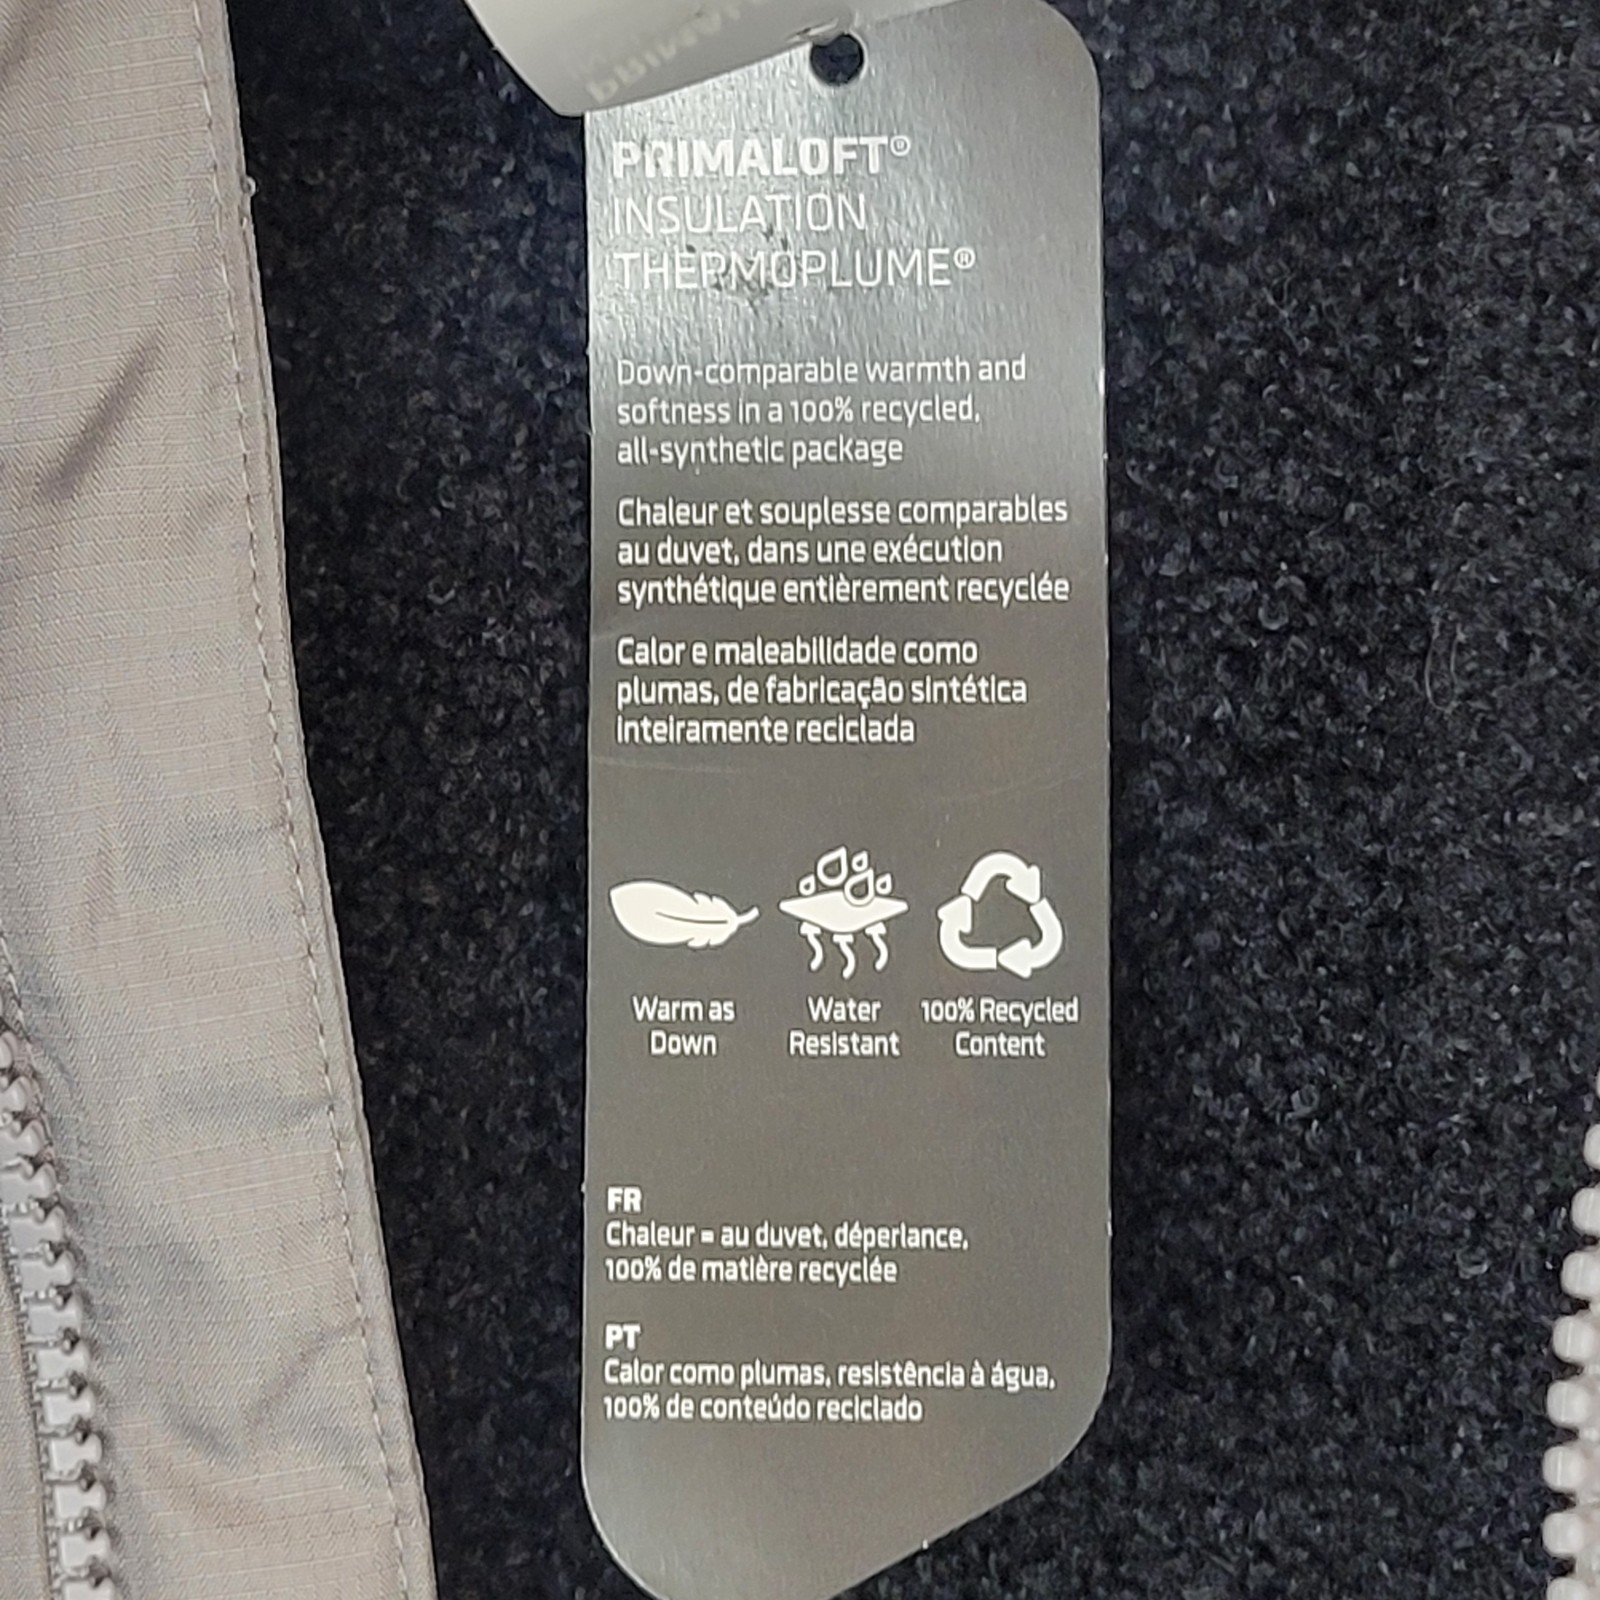 PRIMALOFT®
INSULATION
THERMOPLUME®
Down-comparable warmth and
softness in a 100% recycled,
all-synthetic package
Chaleur et souplesse comparables
au duvet, dans une exécution
synthétique entièrement recyclée
Calor e maleabilidade como
plumas, de fabricação sintética
inteiramente reciclada
Warm as
Down
Water
Resistant
100% Recycled
Content
FR
Chaleur = au duvet, déperlance,
100% de matière recyclée
PT
Calor como plumas, resistência à água,
100% de conteúdo reciclado